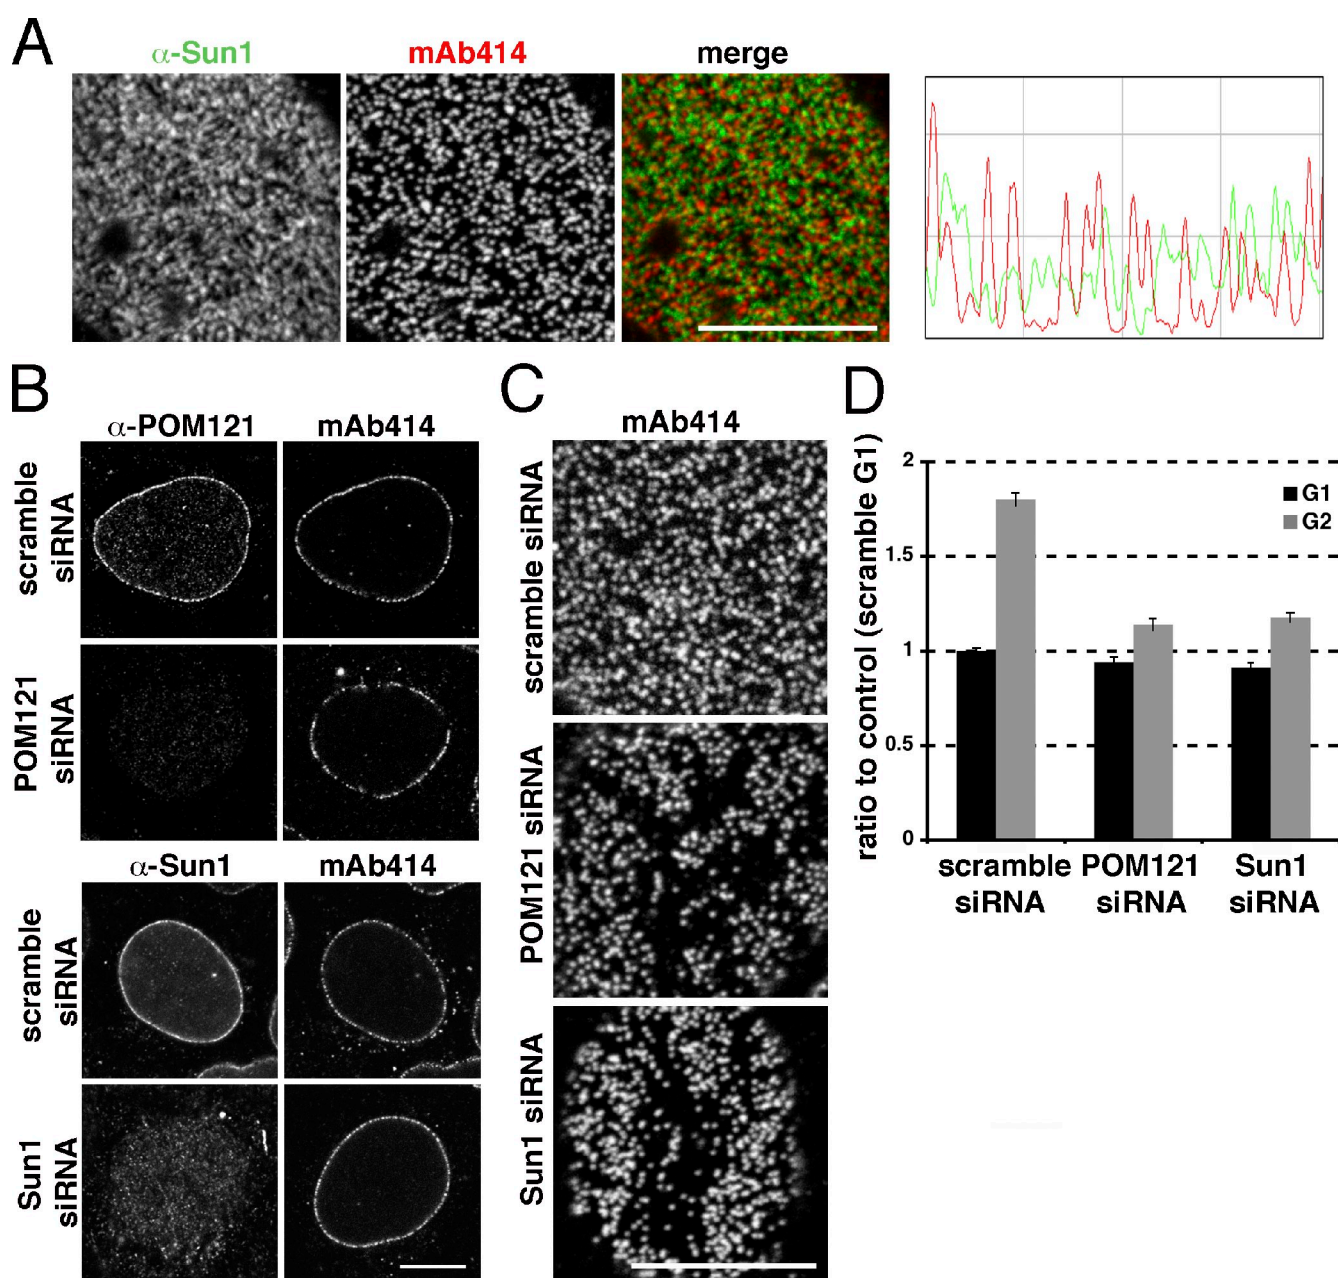 A
α-Sun1
mAb414
merge
B
α-POM121
mAb414
scramble
siRNA
POM121
siRNA
α-Sun1
mAb414
scramble
siRNA
Sun1
siRNA
C
mAb414
scramble siRNA
POM121 siRNA
Sun1 siRNA
D
ratio to control (scramble G1)
2
1.5
1
0.5
0
G1
G2
scramble
siRNA
POM121
siRNA
Sun1
siRNA